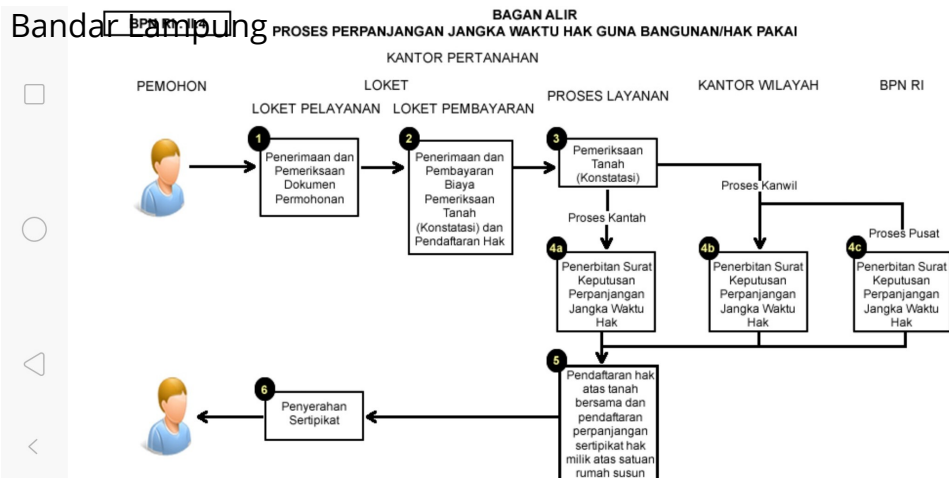 Bandar Lampung
BPN RI . II.4
BAGAN ALIR
PROSES PERPANJANGAN JANGKA WAKTU HAK GUNA BANGUNAN/HAK PAKAI
KANTOR PERTANAHAN
PEMOHON
LOKET
LOKET PELAYANAN
LOKET PEMBAYARAN
PROSES LAYANAN
KANTOR WILAYAH
BPN RI
1
Penerimaan dan
Pemeriksaan
Dokumen
Permohonan
2
Penerimaan dan
Pembayaran
Biaya
Pemeriksaan
Tanah
(Konstatasi) dan
Pendaftaran Hak
3
Pemeriksaan
Tanah
(Konstatasi)
Proses Kantah
Proses Kanwil
Proses Pusat
4a
Penerbitan Surat
Keputusan
Perpanjangan
Jangka Waktu
Hak
4b
Penerbitan Surat
Keputusan
Perpanjangan
Jangka Waktu
Hak
4c
Penerbitan Surat
Keputusan
Perpanjangan
Jangka Waktu
Hak
5
Pendaftaran hak
atas tanah
bersama dan
pendaftaran
perpanjangan
sertipikat hak
milik atas satuan
rumah susun
6
Penyerahan
Sertipikat